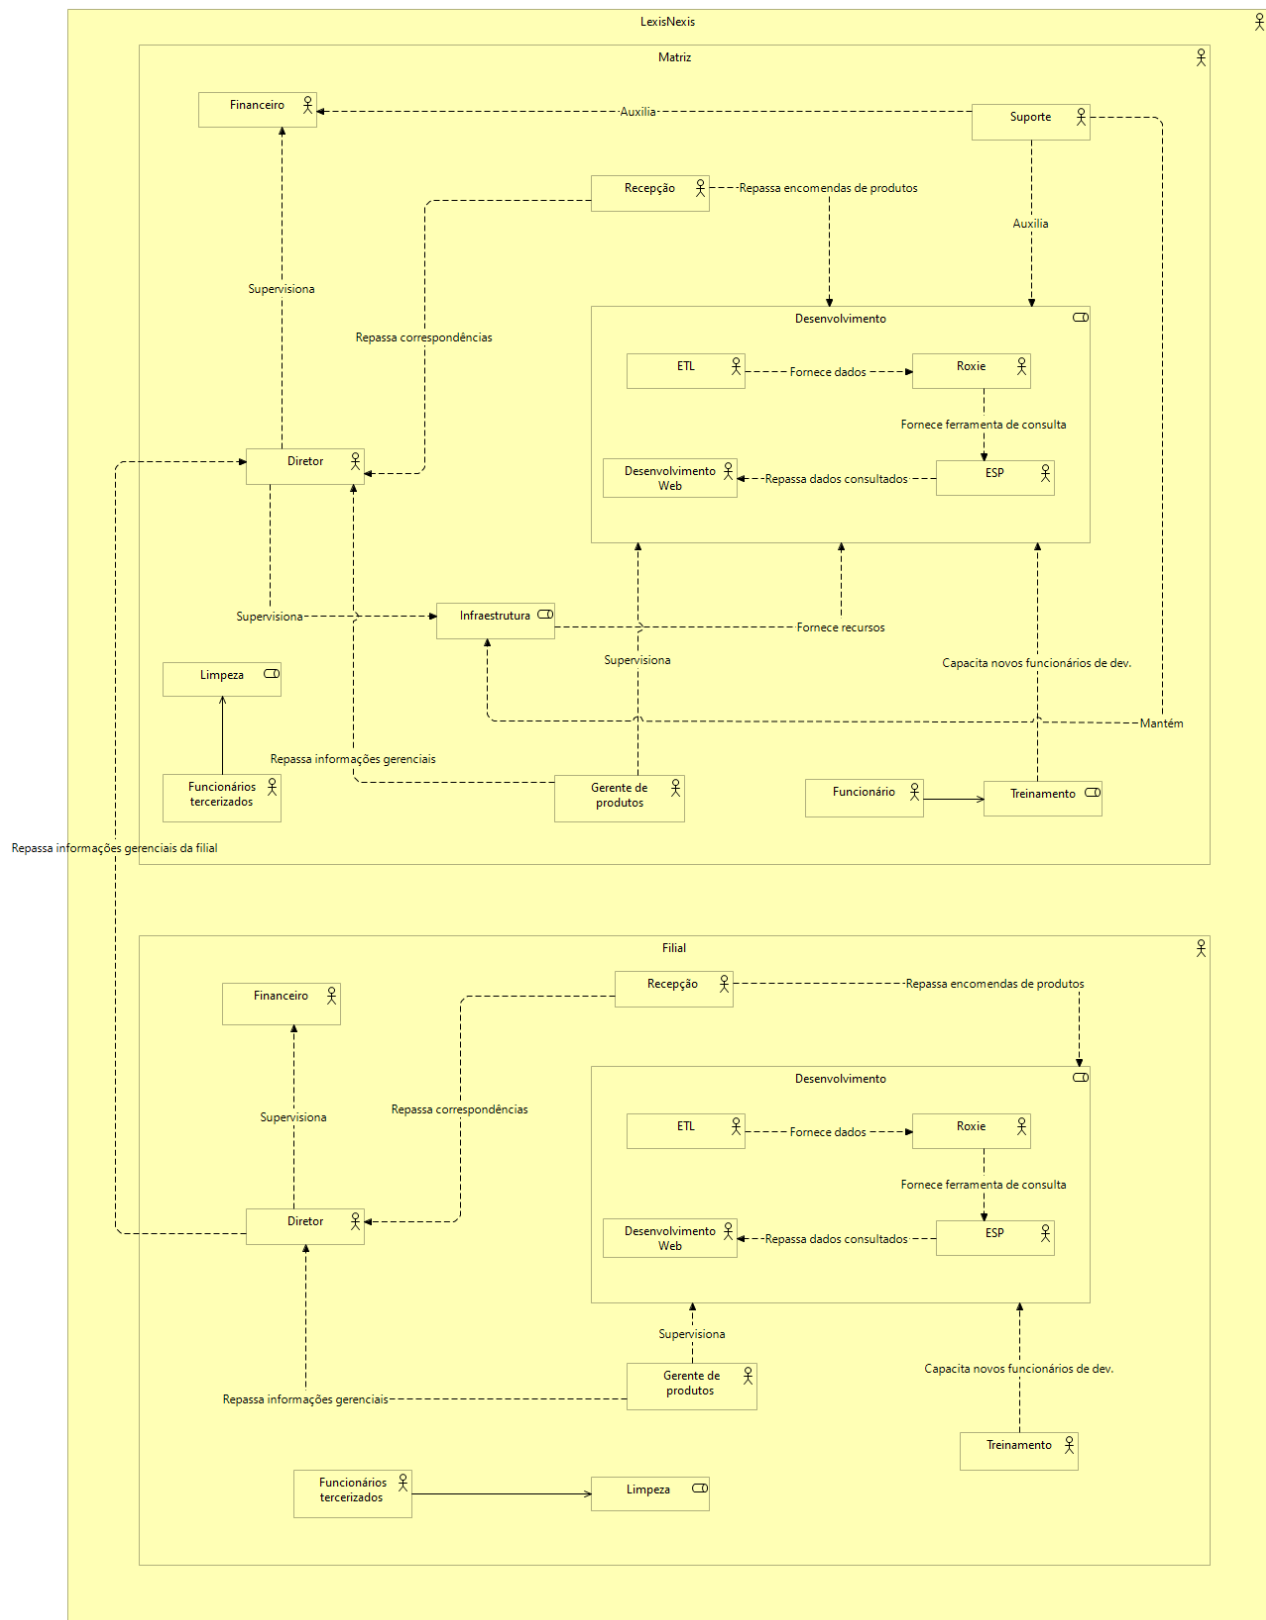 LexisNexis
Matriz
Financeiro
Auxilia
Suporte
Recepção
Repassa encomendas de produtos
Auxilia
Supervisiona
Repassa correspondências
Desenvolvimento
ETL
Fornece dados
Roxie
Fornece ferramenta de consulta
Diretor
Desenvolvimento
Web
Repassa dados consultados
ESP
Supervisiona
Infraestrutura
Fornece recursos
Supervisiona
Capacita novos funcionários de dev.
Limpeza
Mantém
Repassa informações gerenciais
Funcionários
tercerizados
Gerente de
produtos
Funcionário
Treinamento
Repassa informações gerenciais da filial
Filial
Financeiro
Recepção
Repassa encomendas de produtos
Desenvolvimento
Supervisiona
Repassa correspondências
ETL
Fornece dados
Roxie
Fornece ferramenta de consulta
Diretor
Desenvolvimento
Web
Repassa dados consultados
ESP
Supervisiona
Capacita novos funcionários de dev.
Gerente de
produtos
Repassa informações gerenciais
Treinamento
Funcionários
tercerizados
Limpeza